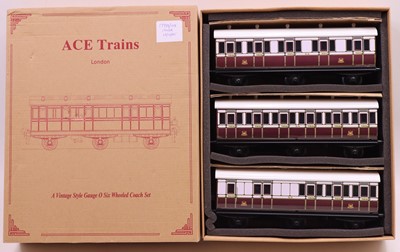 ACE Trains
London
A Vintage Style Gauge O Six Wheeled Coach Set